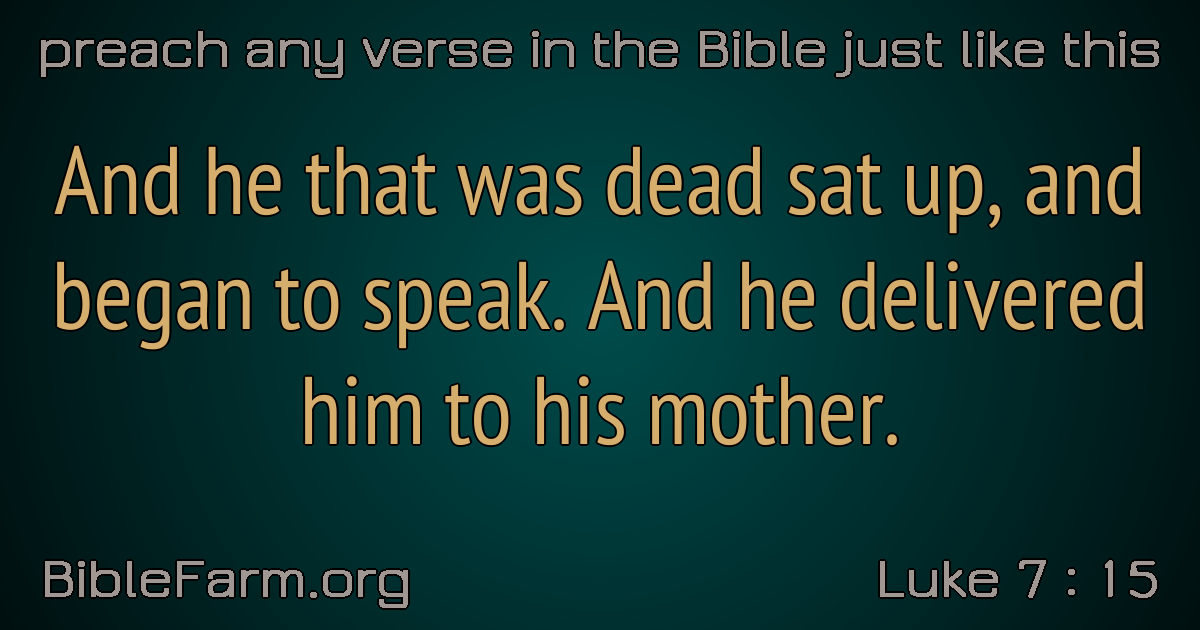 preach any verse in the Bible just like this
And he that was dead sat up, and
began to speak. And he delivered
him to his mother.
BibleFarm.org
Luke 7 : 15